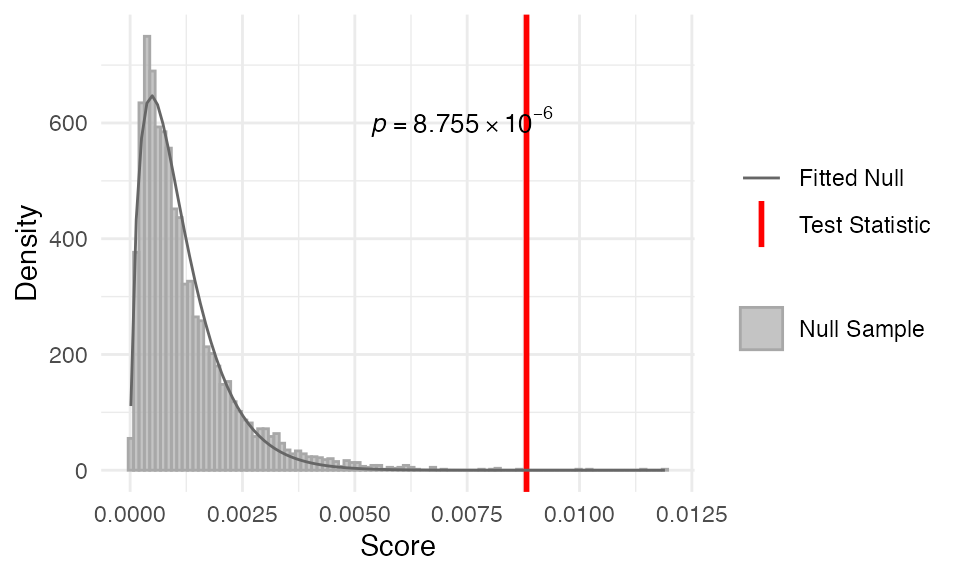 p = 8.755 × 10⁻⁶
600
400
200
0
Density
0.0000 0.0025 0.0050 0.0075 0.0100 0.0125
Score
Fitted Null
Test Statistic
Null Sample